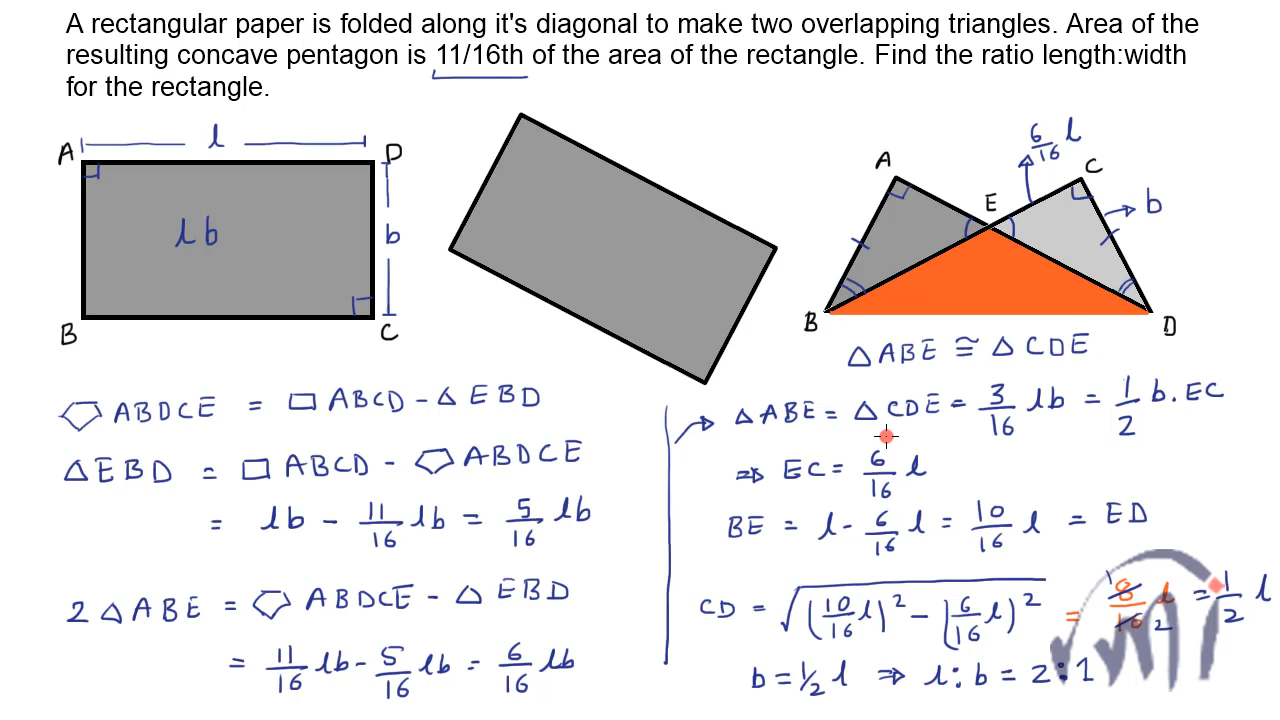 A rectangular paper is folded along it's diagonal to make two overlapping triangles. Area of the
resulting concave pentagon is 11/16th of the area of the rectangle. Find the ratio length:width
for the rectangle.
l
A D
lb
b
B C
6/16 l
A E C
b
B D
△ABE ≅ △CDE
⬠ABDCE = ▭ABCD - △EBD
△EBD = ▭ABCD - ⬠ABDCE
= lb - 11/16 lb = 5/16 lb
2△ABE = ⬠ABDCE - △EBD
= 11/16 lb - 5/16 lb = 6/16 lb
△ABE = △CDE = 3/16 lb = 1/2 b.EC
⇒ EC = 6/16 l
BE = l - 6/16 l = 10/16 l = ED
CD = √((10/16 l)² - (6/16 l)²) = 8/16 l 1 2 = 1/2 l
b = 1/2 l ⇒ l : b = 2 : 1